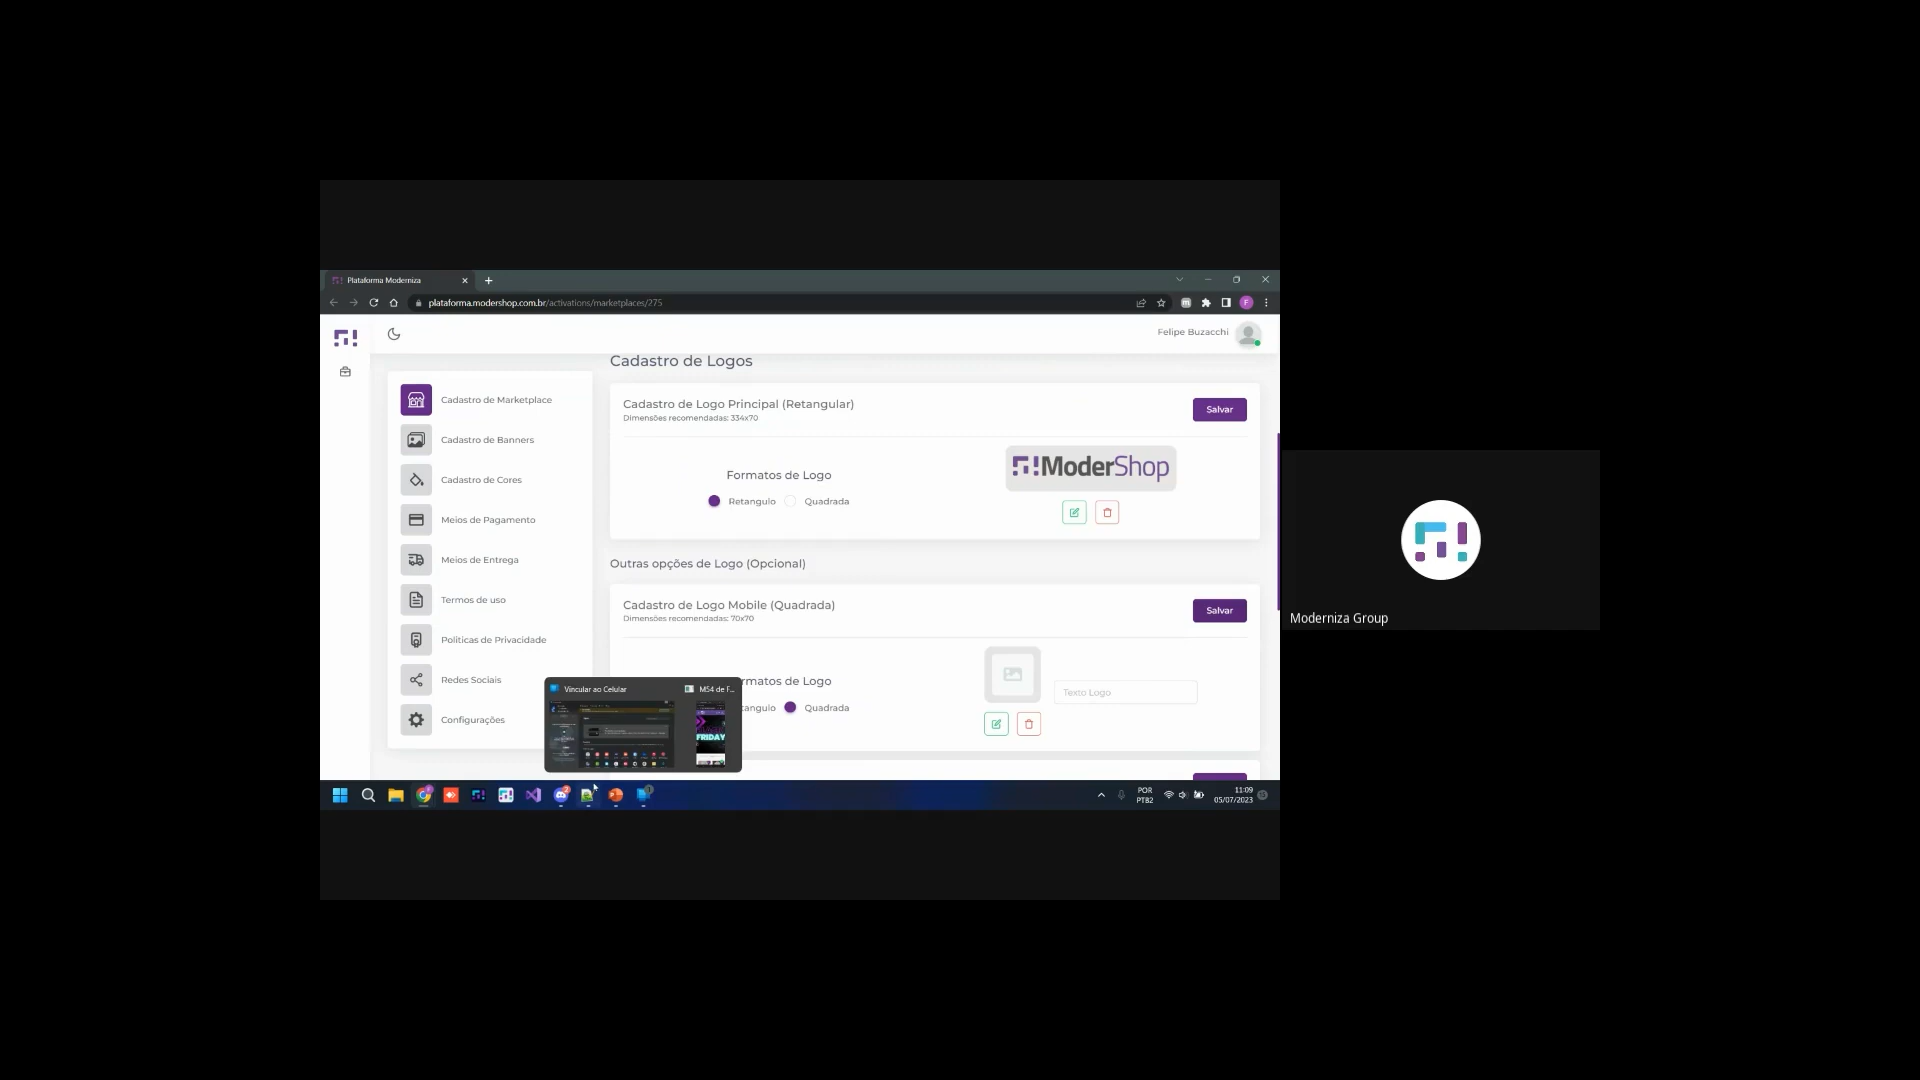 Plataforma Moderniza
plataforma.modershop.com.br/activations/marketplaces/275
F
Felipe Buzacchi
Cadastro de Marketplace
Cadastro de Banners
Cadastro de Cores
Meios de Pagamento
Meios de Entrega
Termos de uso
Politicas de Privacidade
Redes Sociais
Configurações
Cadastro de Logos
Cadastro de Logo Principal (Retangular)
Dimensões recomendadas: 334x70
Salvar
Formatos de Logo
Retangulo Quadrada
ModerShop
Outras opções de Logo (Opcional)
Cadastro de Logo Mobile (Quadrada)
Dimensões recomendadas: 70x70
Salvar
rmatos de Logo
tangulo Quadrada
Texto Logo
Vincular ao Celular
M54 de F...
FRIDAY
POR
PTB2
11:09
05/07/2023
Moderniza Group